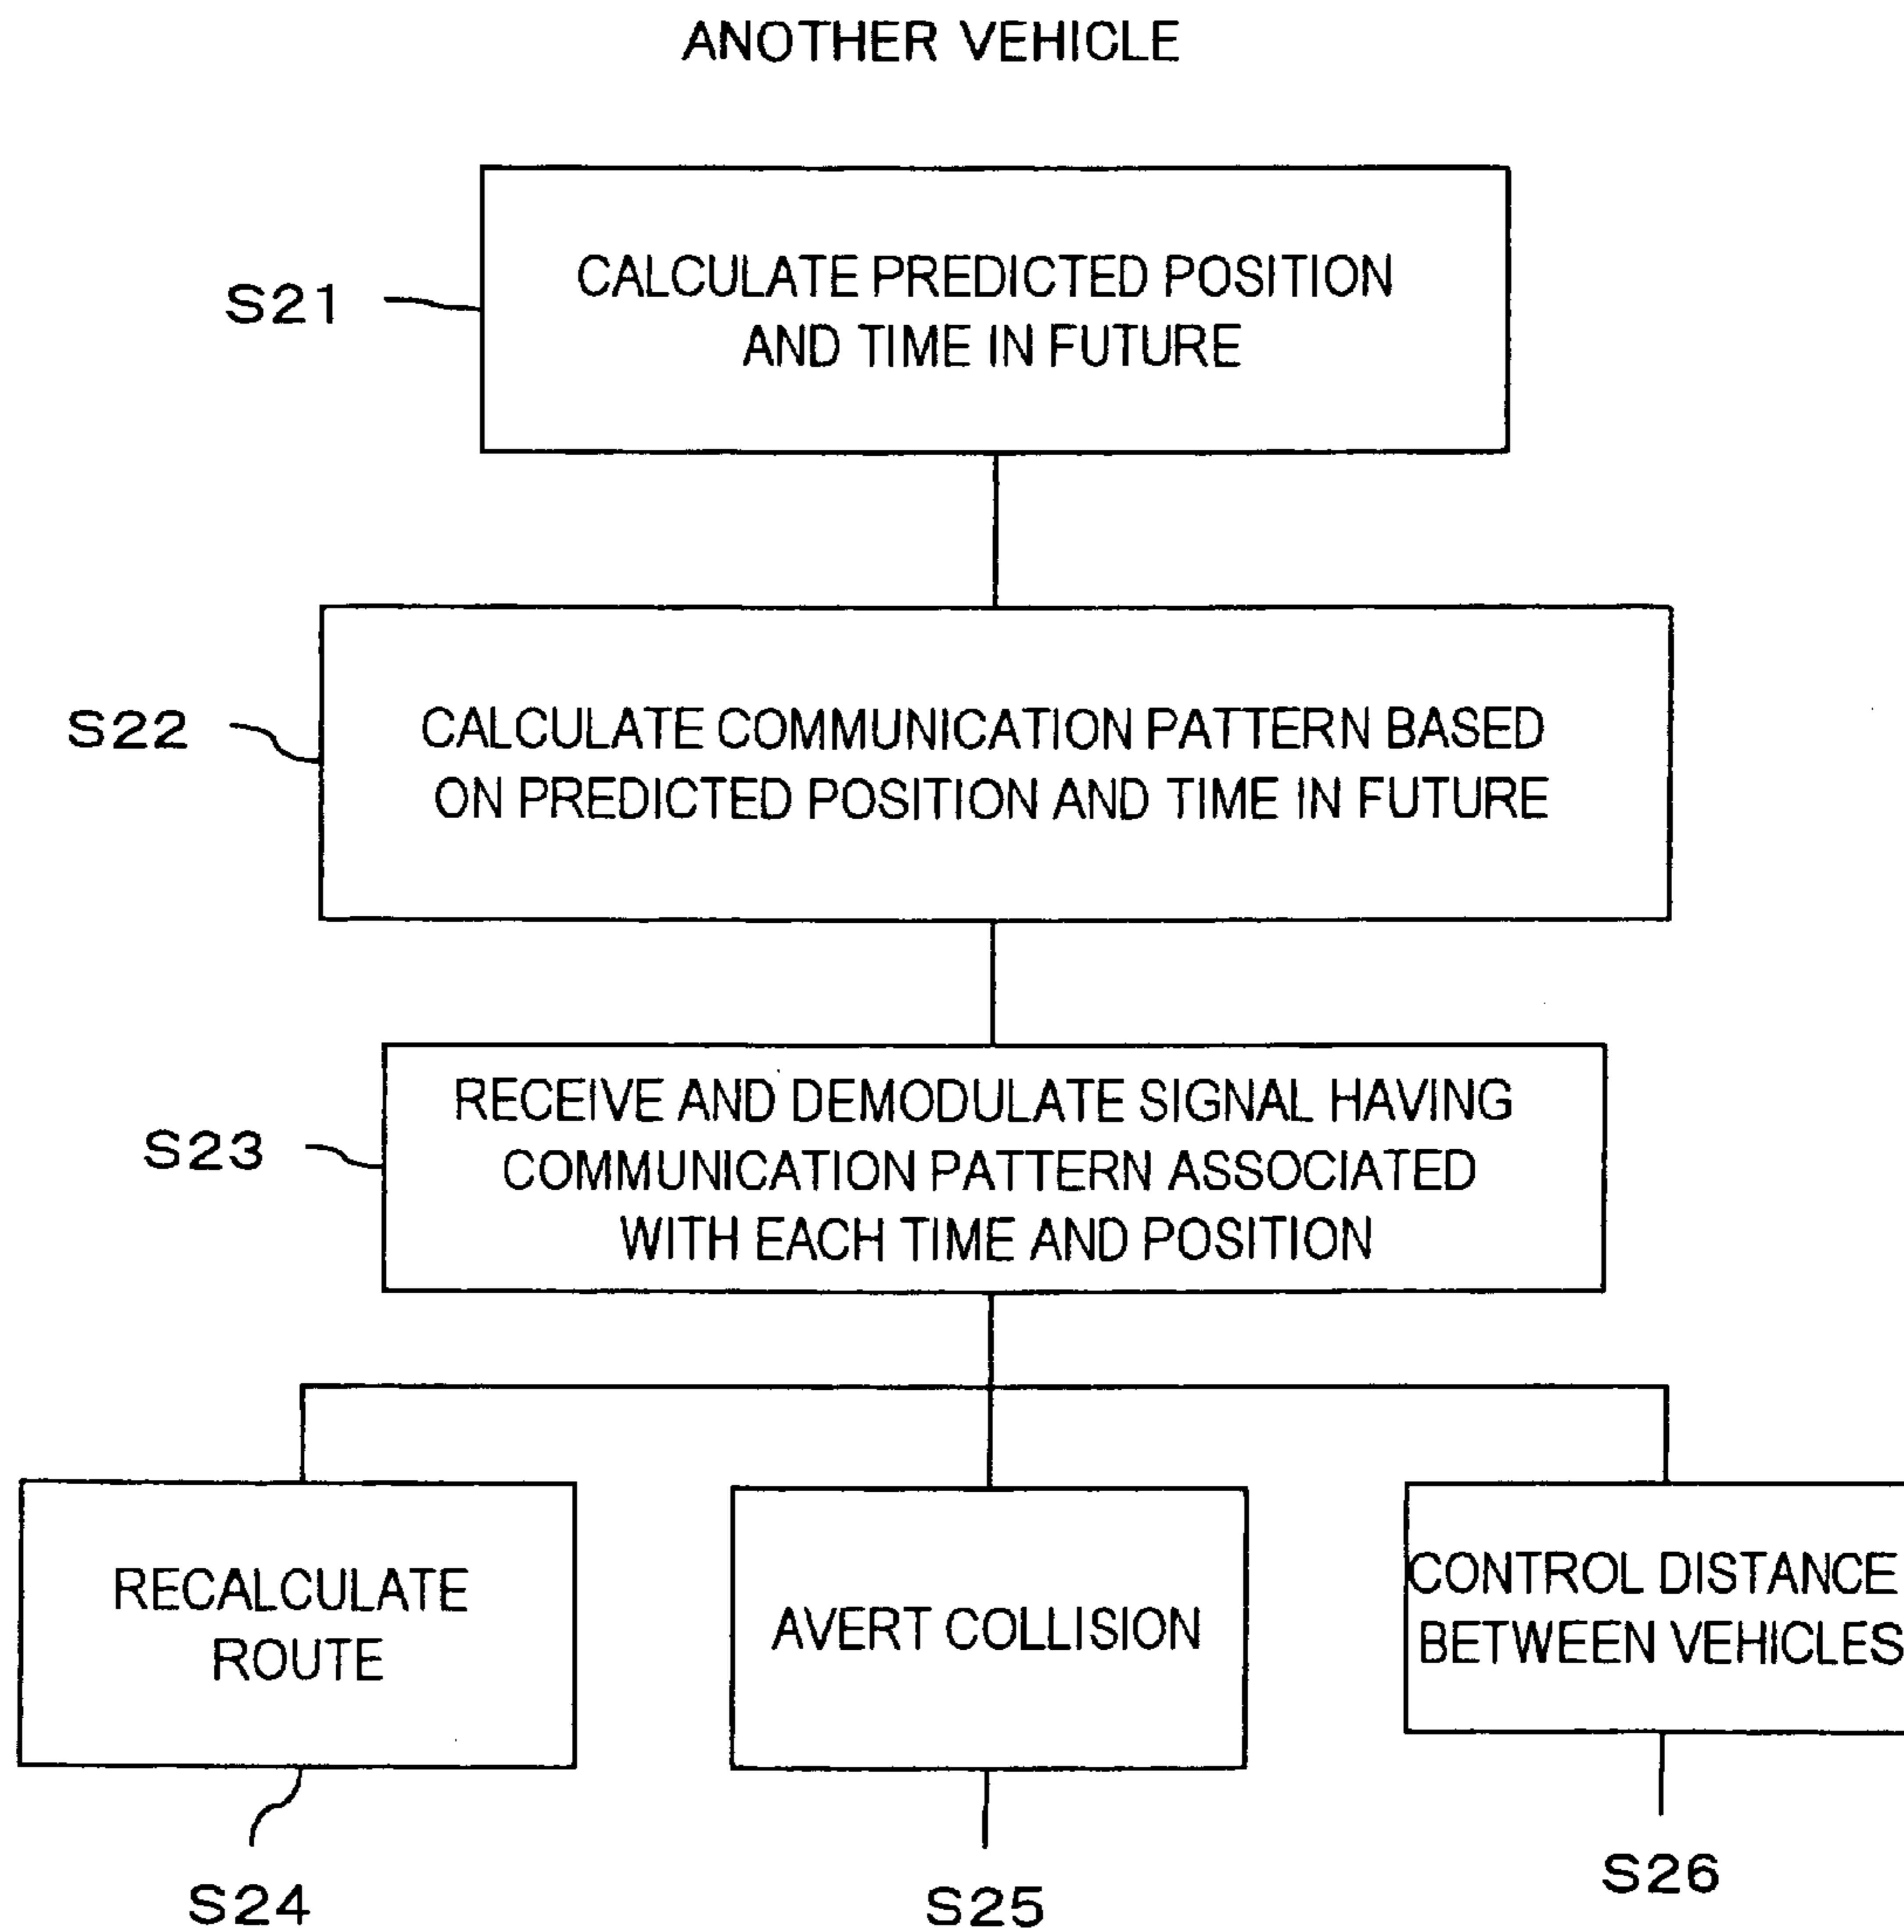 ANOTHER VEHICLE
S21
CALCULATE PREDICTED POSITION
AND TIME IN FUTURE
S22
CALCULATE COMMUNICATION PATTERN BASED
ON PREDICTED POSITION AND TIME IN FUTURE
S23
RECEIVE AND DEMODULATE SIGNAL HAVING
COMMUNICATION PATTERN ASSOCIATED
WITH EACH TIME AND POSITION
RECALCULATE
ROUTE
AVERT COLLISION
CONTROL DISTANCE
BETWEEN VEHICLES
S24
S25
S26